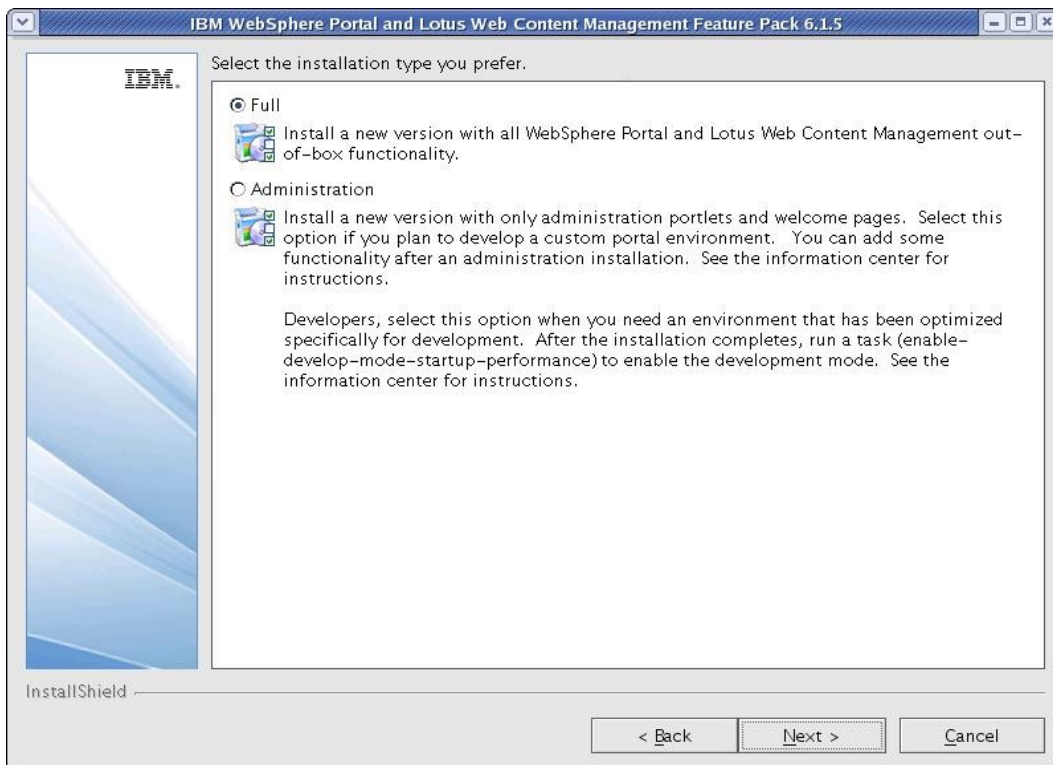 IBM WebSphere Portal and Lotus Web Content Management Feature Pack 6.1.5
IBM.
Select the installation type you prefer.
Full
Install a new version with all WebSphere Portal and Lotus Web Content Management out-
of-box functionality.
Administration
Install a new version with only administration portlets and welcome pages.  Select this
option if you plan to develop a custom portal environment.   You can add some
functionality after an administration installation.  See the information center for
instructions.
Developers, select this option when you need an environment that has been optimized
specifically for development.  After the installation completes, run a task (enable-
develop-mode-startup-performance) to enable the development mode.  See the
information center for instructions.
InstallShield
< Back
Next >
Cancel